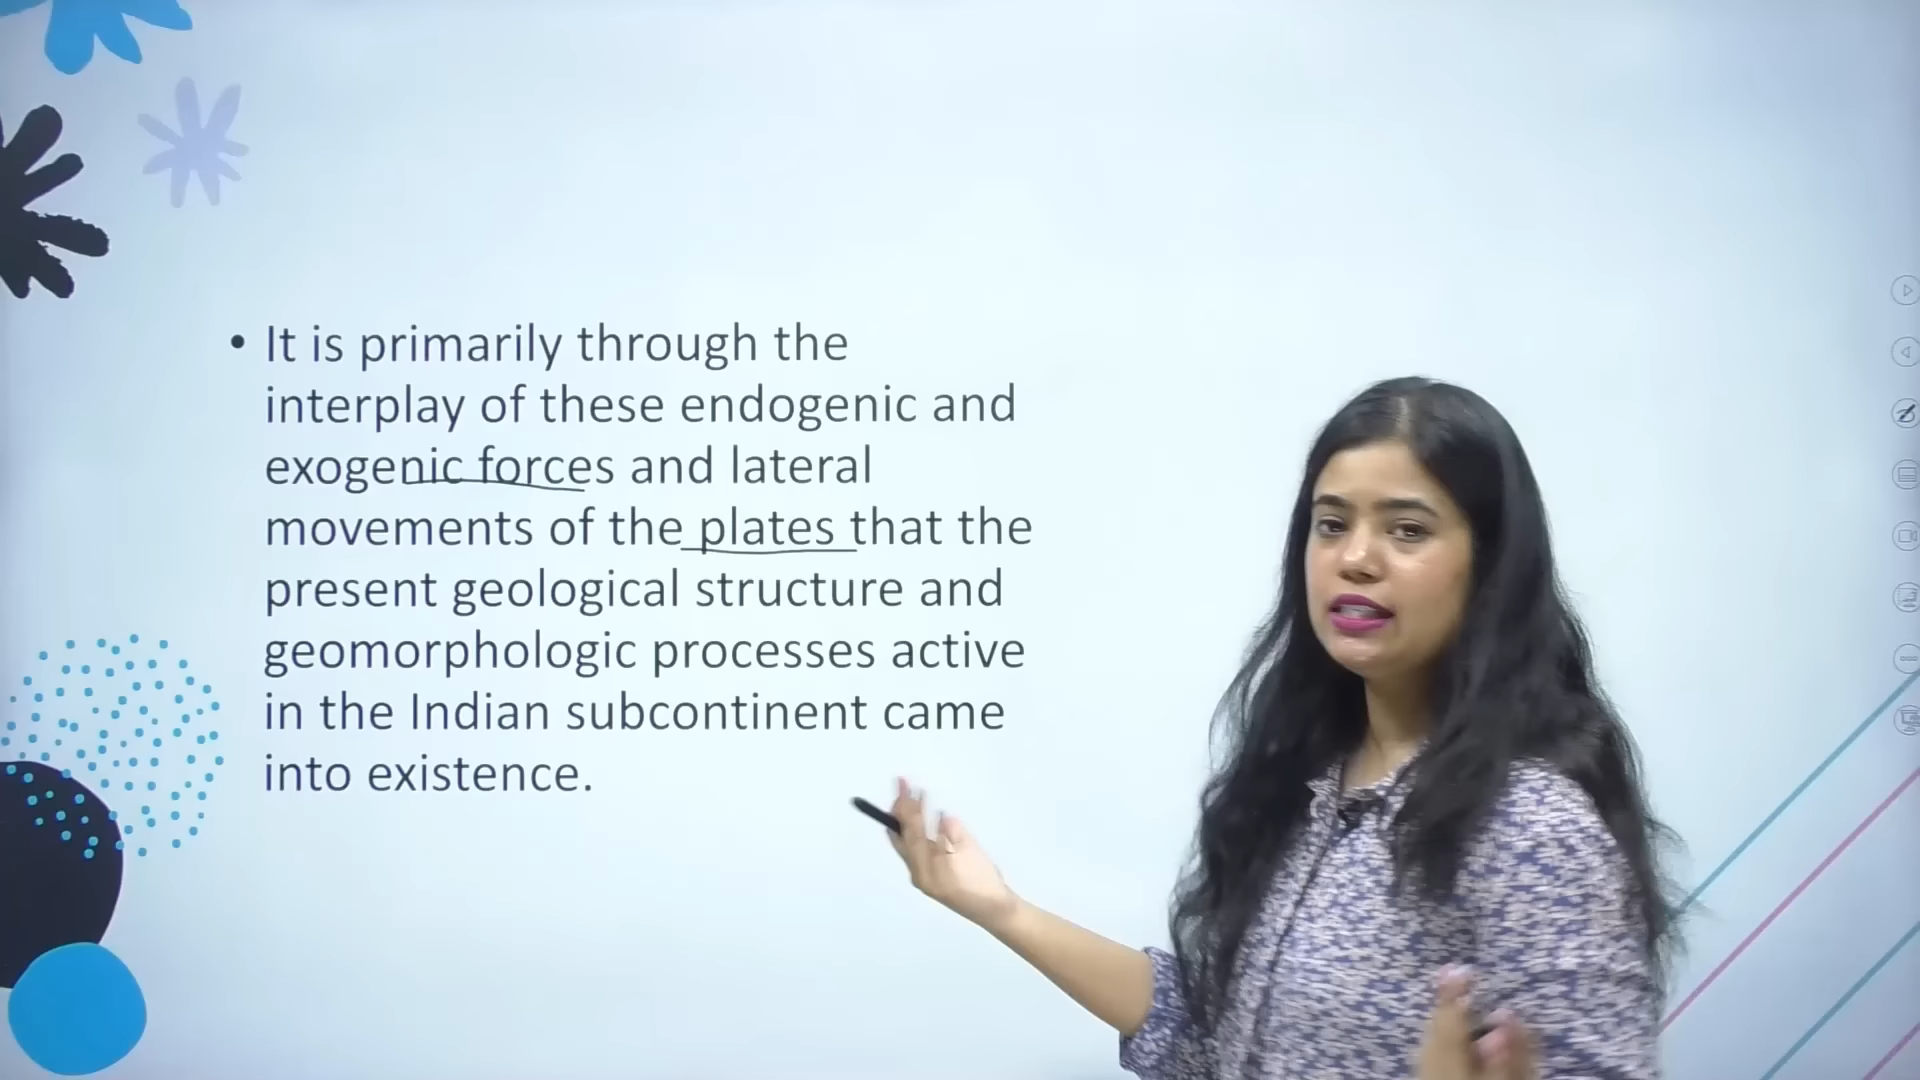 • It is primarily through the
interplay of these endogenic and
exogenic forces and lateral
movements of the plates that the
present geological structure and
geomorphologic processes active
in the Indian subcontinent came
into existence.